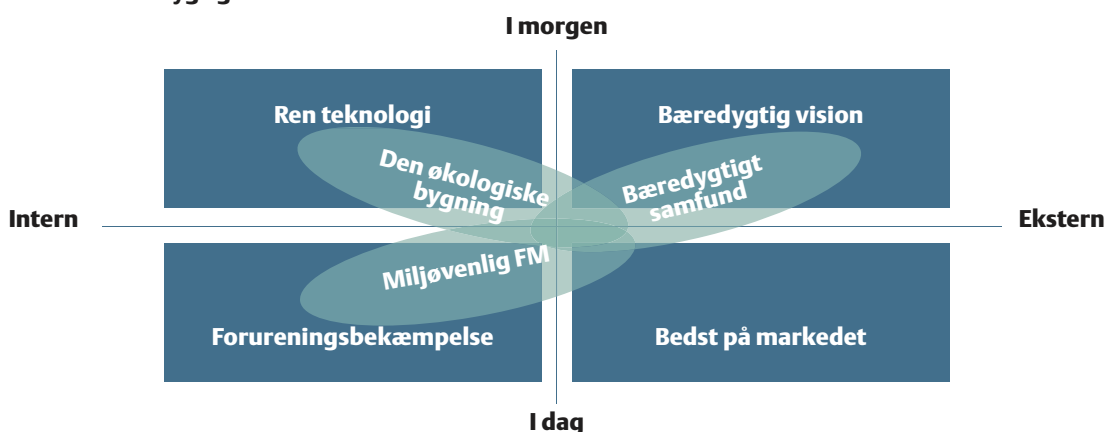 I morgen
Ren teknologi
Bæredygtig vision
Den økologiske
bygning
Bæredygtigt
samfund
Intern
Ekstern
Miljøvenlig FM
Forureningsbekæmpelse
Bedst på markedet
I dag